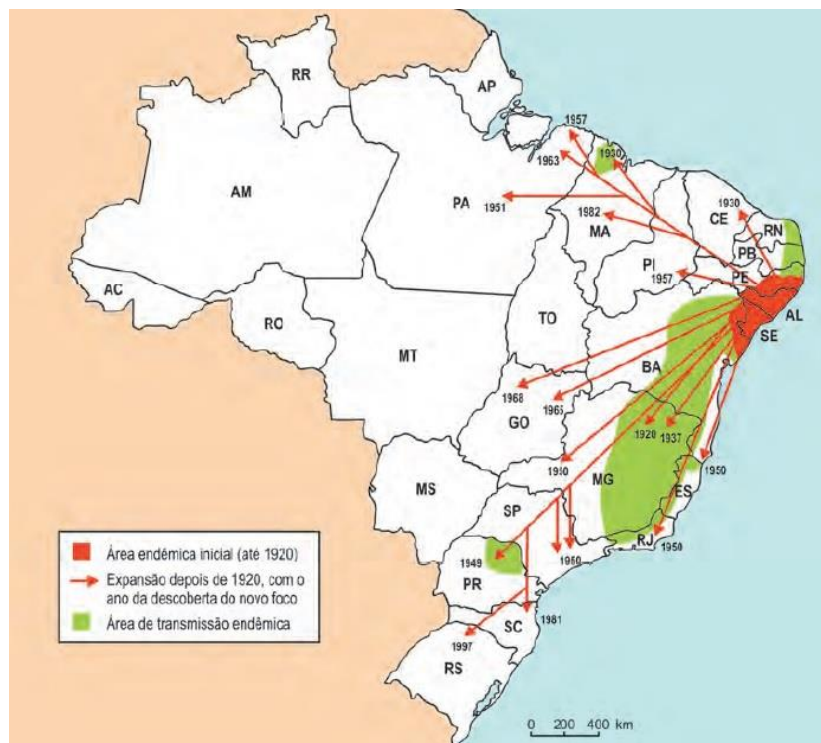 RR
AP
1957
1963
1930
AM
PA
1951
1982
MA
CE
1930
RN
PB
PI
1957
PE
AC
AL
RO
TO
SE
MT
BA
1968
1965
GO
1920
1937
MG
1950
MS
ES
SP
RJ
1950
1949
1960
PR
1981
SC
1997
RS
Área endêmica inicial (até 1920)
Expansão depois de 1920, com o
ano da descoberta do novo foco
Área de transmissão endêmica
0 200 400 km